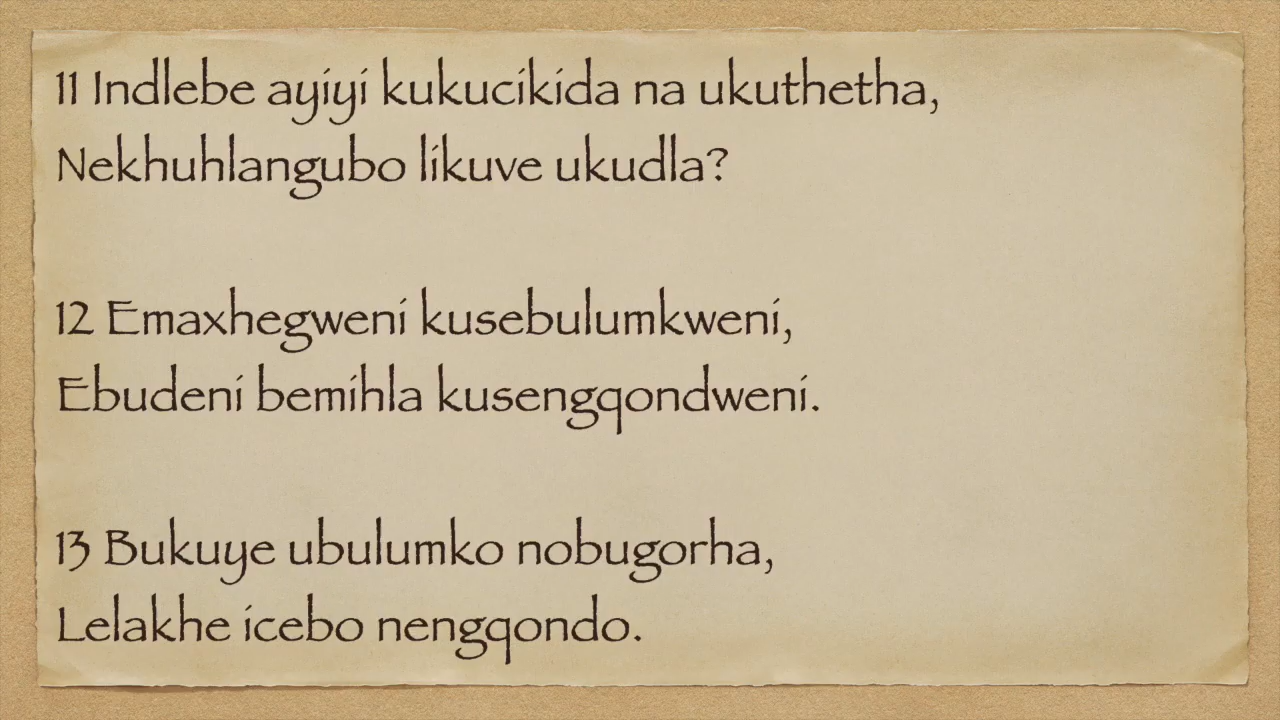 11 Indlebe ayiyi kukucikida na ukuthetha,
Nekhuhlangubo likuve ukudla?
12 Emaxhegweni kusebulumkweni,
Ebudeni bemihla kusengqondweni.
13 Bukuye ubulumko nobugorha,
Lelakhe icebo nengqondo.